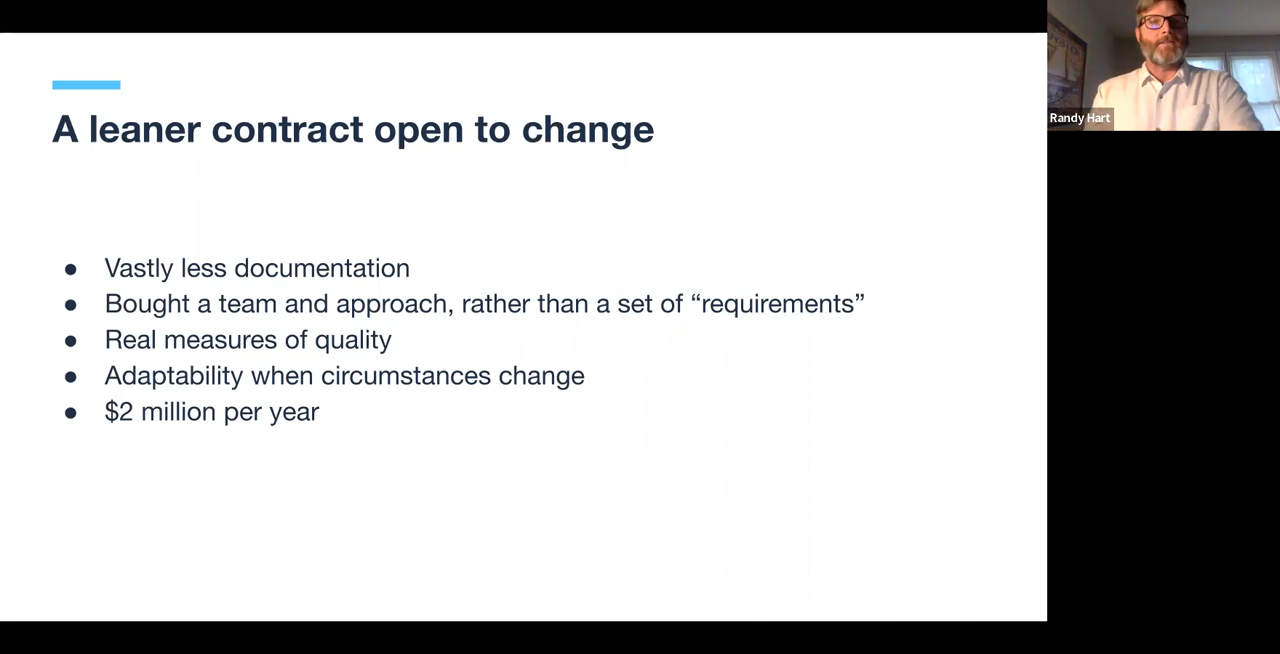 A leaner contract open to change
● Vastly less documentation
● Bought a team and approach, rather than a set of “requirements”
● Real measures of quality
● Adaptability when circumstances change
● $2 million per year
Randy Hart